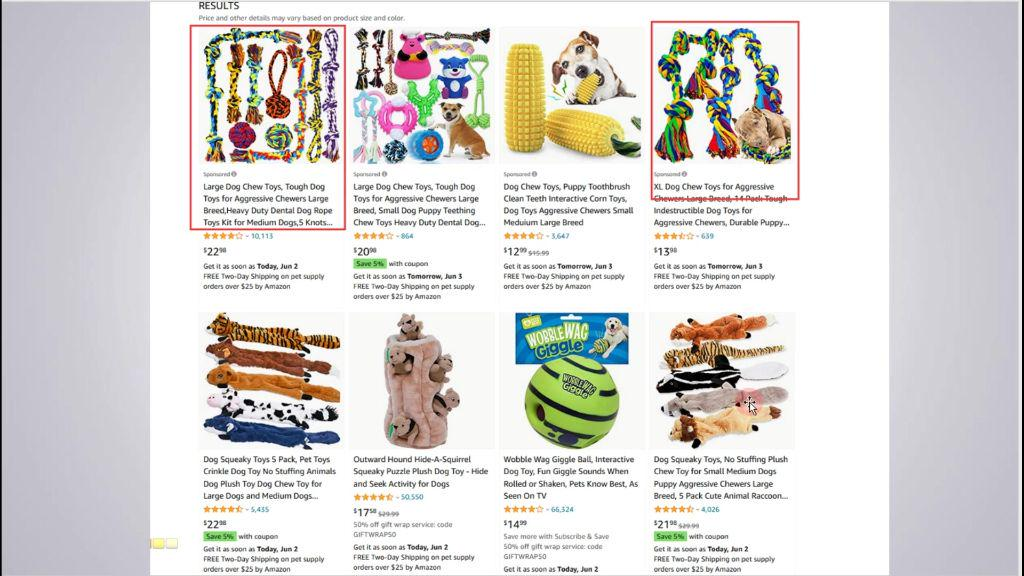 RESULTS
Price and other details may vary based on product size and color.
Sponsored
Large Dog Chew Toys, Tough Dog
Toys for Aggressive Chewers Large
Breed,Heavy Duty Dental Dog Rope
Toys Kit for Medium Dogs,5 Knots...
10,113
$22.98
Get it as soon as Today, Jun 2
FREE Two-Day Shipping on pet supply
orders over $25 by Amazon
Sponsored
Large Dog Chew Toys, Tough Dog
Toys for Aggressive Chewers Large
Breed, Small Dog Puppy Teething
Chew Toys Heavy Duty Dental Dog...
864
$20.98
Save 5% with coupon
Get it as soon as Tomorrow, Jun 3
FREE Two-Day Shipping on pet supply
orders over $25 by Amazon
Sponsored
Dog Chew Toys, Puppy Toothbrush
Clean Teeth Interactive Corn Toys,
Dog Toys Aggressive Chewers Small
Meduium Large Breed
3,647
$12.99 $15.99
Get it as soon as Tomorrow, Jun 3
FREE Two-Day Shipping on pet supply
orders over $25 by Amazon
Sponsored
XL Dog Chew Toys for Aggressive
Chewers Large Breed, 14 Pack Tough
Indestructible Dog Toys for
Aggressive Chewers, Durable Puppy...
639
$13.98
Get it as soon as Tomorrow, Jun 3
FREE Two-Day Shipping on pet supply
orders over $25 by Amazon
Dog Squeaky Toys 5 Pack, Pet Toys
Crinkle Dog Toy No Stuffing Animals
Dog Plush Toy Dog Chew Toy for
Large Dogs and Medium Dogs...
5,435
$22.98
Save 5% with coupon
Get it as soon as Today, Jun 2
FREE Two-Day Shipping on pet supply
orders over $25 by Amazon
Outward Hound Hide-A-Squirrel
Squeaky Puzzle Plush Dog Toy - Hide
and Seek Activity for Dogs
50,550
$17.58 $29.99
50% off gift wrap service: code
GIFTWRAP50
Get it as soon as Today, Jun 2
FREE Two-Day Shipping on pet supply
orders over $25 by Amazon
WOBBLE WAG
Giggle
WOBBLE WAG
Giggle
Wobble Wag Giggle Ball, Interactive
Dog Toy, Fun Giggle Sounds When
Rolled or Shaken, Pets Know Best, As
Seen On TV
66,324
$14.99
Save more with Subscribe & Save
50% off gift wrap service: code
GIFTWRAP50
Get it as soon as Today, Jun 2
Dog Squeaky Toys, No Stuffing Plush
Chew Toy for Small Medium Dogs
Puppy Aggressive Chewers Large
Breed, 5 Pack Cute Animal Raccoon...
4,026
$21.98 $29.99
Save 5% with coupon
Get it as soon as Today, Jun 2
FREE Two-Day Shipping on pet supply
orders over $25 by Amazon